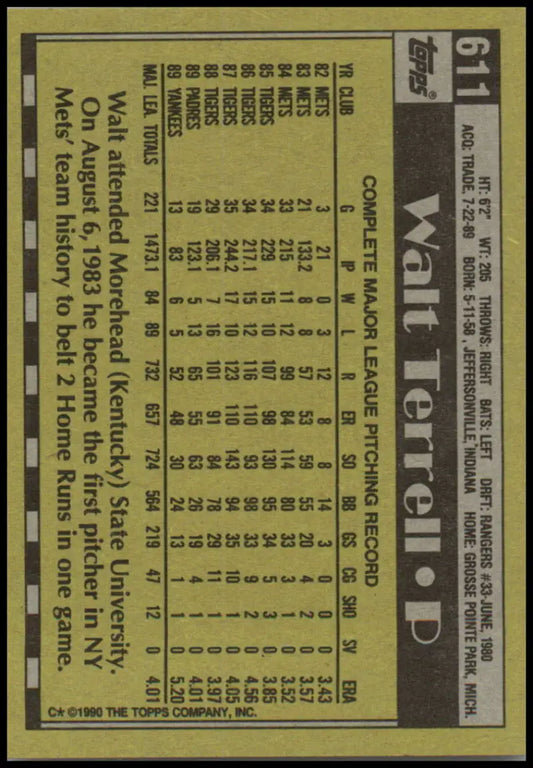 611
topps®
HT: 6'2" WT: 205 THROWS: RIGHT BATS: LEFT DRFT: RANGERS #33-JUNE, 1980
ACQ: TRADE, 7-22-89 BORN: 5-11-58, JEFFERSONVILLE, INDIANA HOME: GROSSE POINTE PARK, MICH.
Walt Terrell • P
COMPLETE MAJOR LEAGUE PITCHING RECORD
YR CLUB G IP W L R ER SO BB GS CG SHO SV ERA
82 METS 3 21 0 3 12 8 8 14 3 0 0 0 3.43
83 METS 21 133.2 8 8 57 53 59 55 20 4 2 0 3.57
84 METS 33 215 11 12 99 84 114 80 33 3 1 0 3.52
85 TIGERS 34 229 15 10 107 98 130 95 34 5 3 0 3.85
86 TIGERS 34 217.1 15 12 116 110 93 98 33 9 2 0 4.56
87 TIGERS 35 244.2 17 10 123 110 143 94 35 10 1 0 4.05
88 TIGERS 29 206.1 7 16 101 91 84 78 29 11 1 0 3.97
89 PADRES 19 123.1 5 13 65 55 63 26 19 4 1 0 4.01
89 YANKEES 13 83 6 5 52 48 30 24 13 1 1 0 5.20
MAJ. LEA. TOTALS 221 1473.1 84 89 732 657 724 564 219 47 12 0 4.01
Walt attended Morehead (Kentucky) State University.
On August 6, 1983 he became the first pitcher in NY
Mets' team history to belt 2 Home Runs in one game.
C* ©1990 THE TOPPS COMPANY, INC.